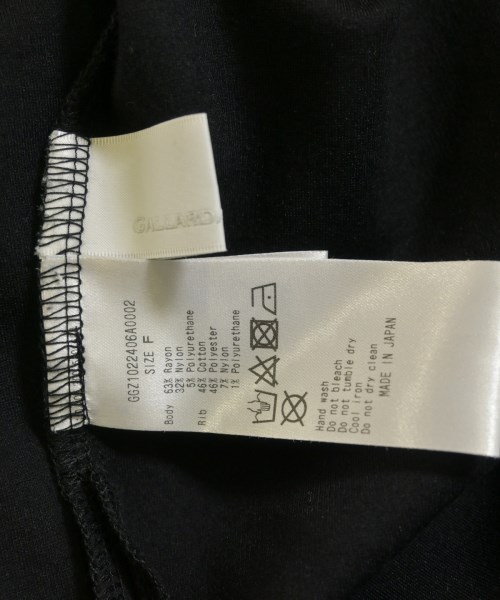 GALLARDA
GGZ1022406A0002
SIZE F
Body 63% Rayon
32% Nylon
5% Polyurethane
Rib 46% Cotton
46% Polyester
7% Nylon
1% Polyurethane
Hand wash
Do not bleach
Do not tumble dry
Cool iron
Do not dry clean
MADE IN JAPAN